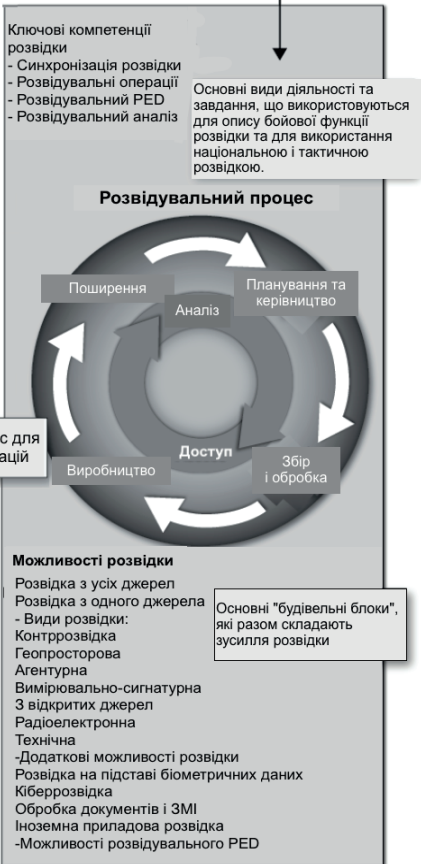 Ключові компетенції
розвідки
- Синхронізація розвідки
- Розвідувальні операції
- Розвідувальний PED
- Розвідувальний аналіз
Основні види діяльності та
завдання, що використовуються
для опису бойової функції
розвідки та для використання
національною і тактичною
розвідкою.
Розвідувальний процес
Поширення
Планування та
керівництво
Аналіз
с для
ацій
Доступ
Виробництво
Збір
і обробка
Можливості розвідки
Розвідка з усіх джерел
Розвідка з одного джерела
- Види розвідки:
Контррозвідка
Геопросторова
Агентурна
Вимірювально-сигнатурна
З відкритих джерел
Радіоелектронна
Технічна
-Додаткові можливості розвідки
Розвідка на підставі біометричних даних
Кіберрозвідка
Обробка документів і ЗМІ
Іноземна приладова розвідка
-Можливості розвідувального PED
Основні "будівельні блоки",
які разом складають
зусилля розвідки